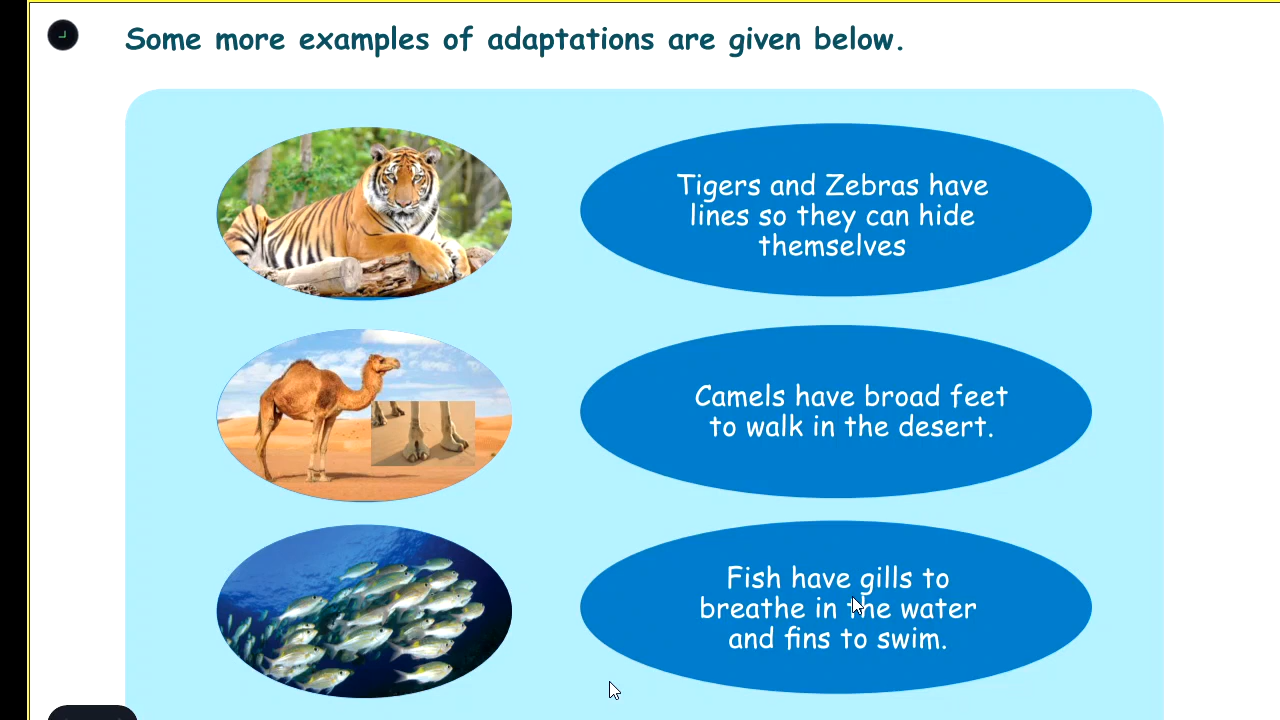 Some more examples of adaptations are given below.
Tigers and Zebras have
lines so they can hide
themselves
Camels have broad feet
to walk in the desert.
Fish have gills to
breathe in the water
and fins to swim.